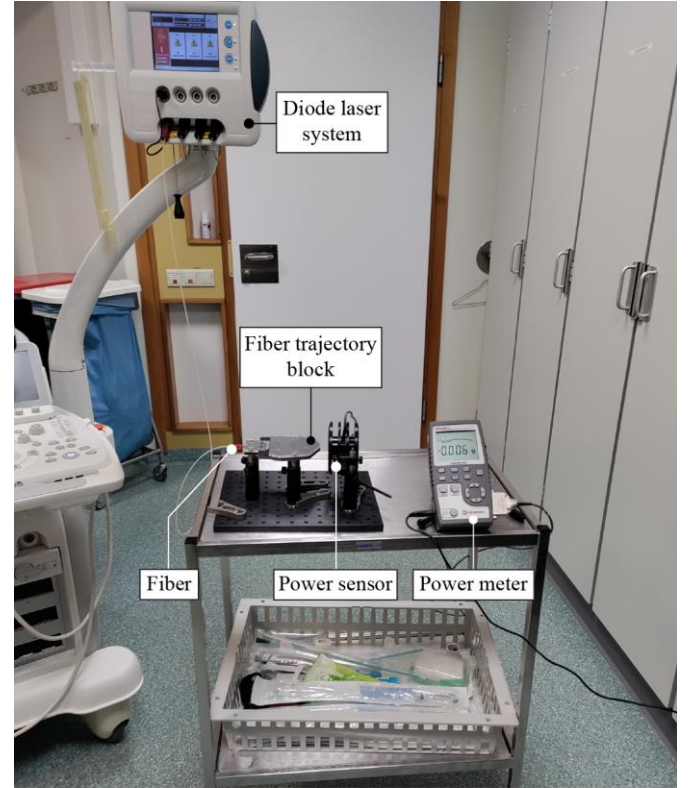 Diode laser
system
Fiber trajectory
block
-0.006 W
Fiber
Power sensor
Power meter